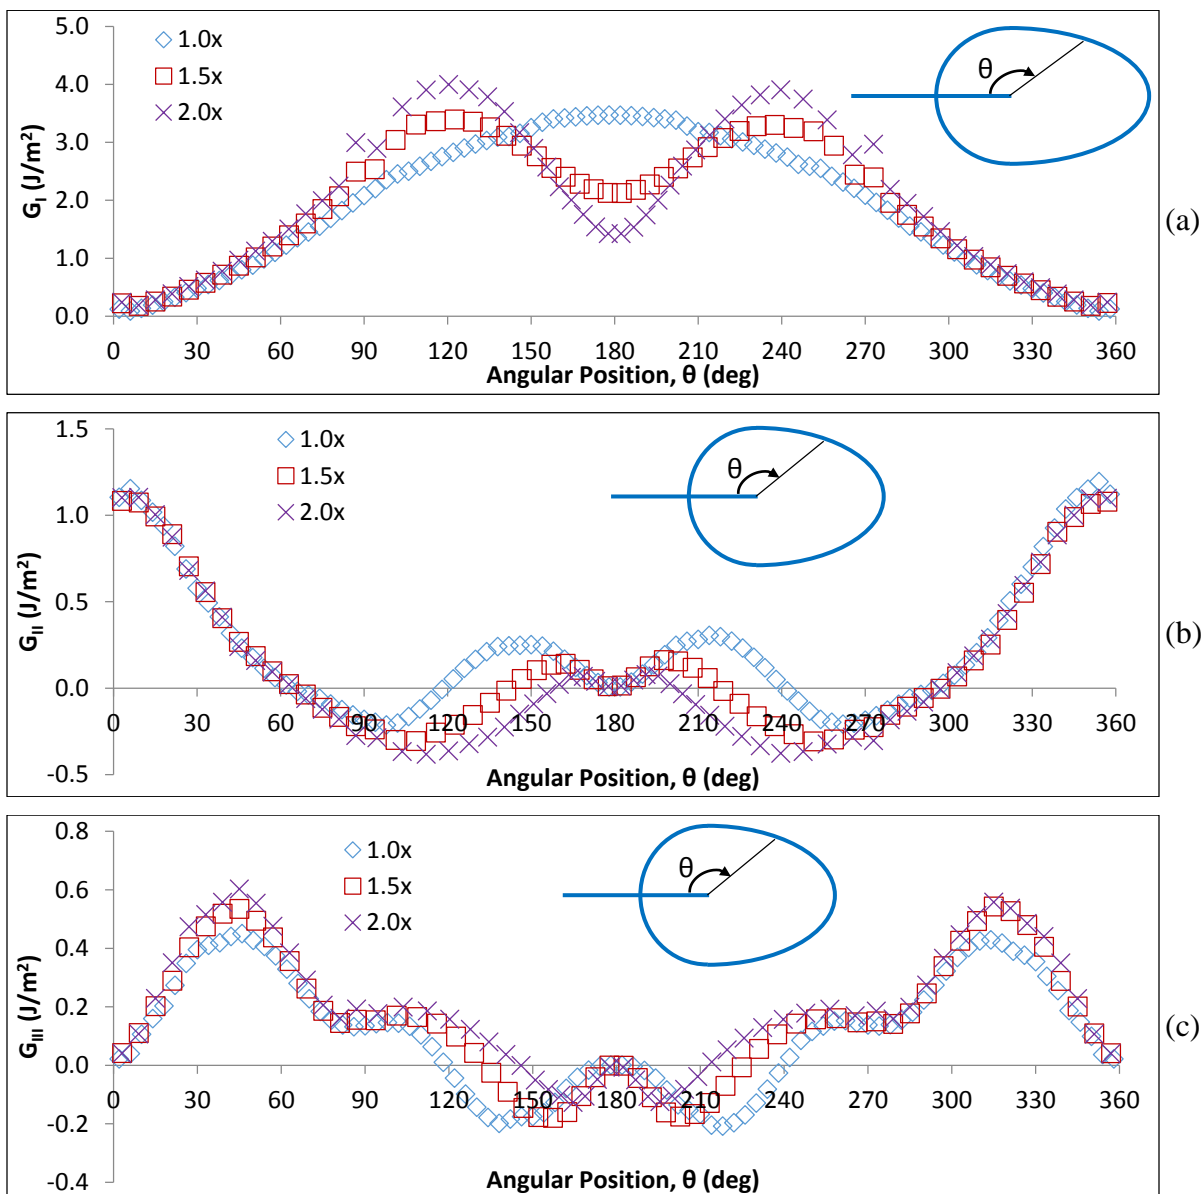 5.0
4.0
3.0
2.0
1.0
0.0
G_I (J/m²)
1.0x
1.5x
2.0x
θ
0 30 60 90 120 150 180 210 240 270 300 330 360
Angular Position, θ (deg)
(a)
1.5
1.0
0.5
0.0
-0.5
G_II (J/m²)
1.0x
1.5x
2.0x
θ
0 30 60 90 120 150 180 210 240 270 300 330 360
Angular Position, θ (deg)
(b)
0.8
0.6
0.4
0.2
0.0
-0.2
-0.4
G_III (J/m²)
1.0x
1.5x
2.0x
θ
0 30 60 90 120 150 180 210 240 270 300 330 360
Angular Position, θ (deg)
(c)